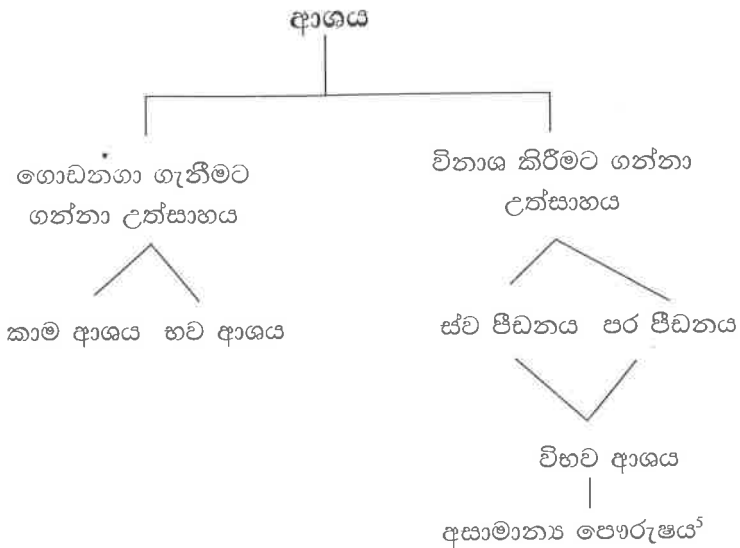 ආශය
ගොඩනගා ගැනීමට
ගන්නා උත්සාහය
විනාශ කිරීමට ගන්නා
උත්සාහය
කාම ආශය භව ආශය
ස්ව පීඩනය පර පීඩනය
විභව ආශය
අසාමාන්‍ය පෞරුෂය⁵